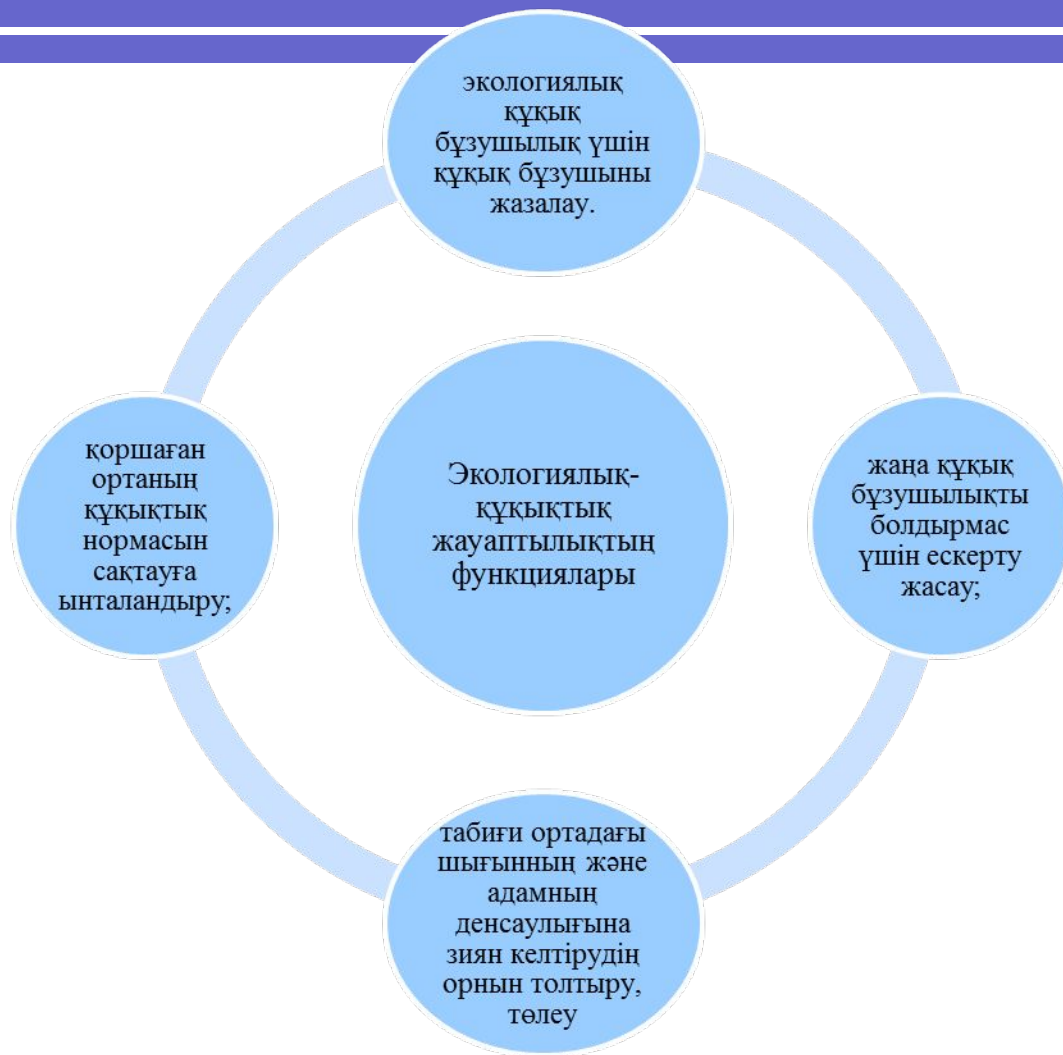 экологиялық
құқық
бұзушылық үшін
құқық бұзушыны
жазалау.
қоршаған
ортаның
құқықтық
нормасын
сақтауға
ынталандыру;
Экологиялық-
құқықтық
жауаптылықтың
функциялары
жаңа құқық
бұзушылықты
болдырмас
үшін ескерту
жасау;
табиғи ортадағы
шығынның және
адамның
денсаулығына
зиян келтірудің
орнын толтыру,
төлеу